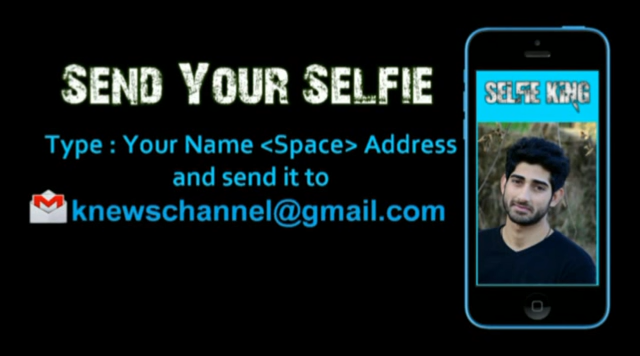 SEND YOUR SELFIE
Type : Your Name <Space> Address
and send it to
knewschannel@gmail.com
SELFIE KING